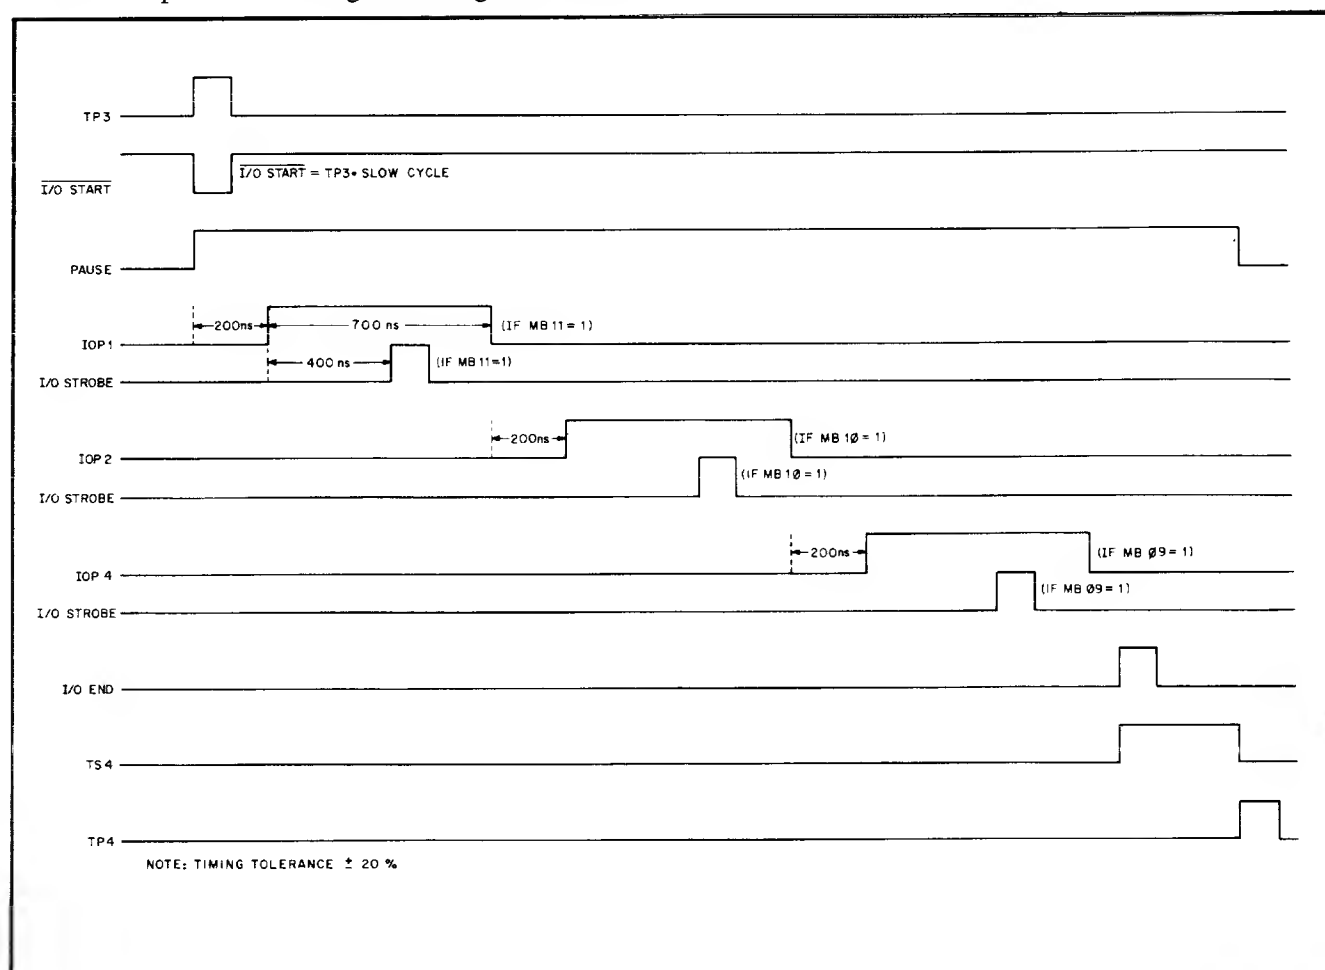 TP3
I/O START = TP3• SLOW CYCLE
I/O START
PAUSE
200ns
700 ns
(IF MB 11 = 1)
IOP1
400 ns
(IF MB 11=1)
I/O STROBE
200ns
(IF MB 1Ø = 1)
IOP 2
(IF MB 1Ø = 1)
I/O STROBE
200ns
(IF MB Ø9 = 1)
IOP 4
(IF MB Ø9 = 1)
I/O STROBE
I/O END
TS4
TP4
NOTE: TIMING TOLERANCE ± 20 %